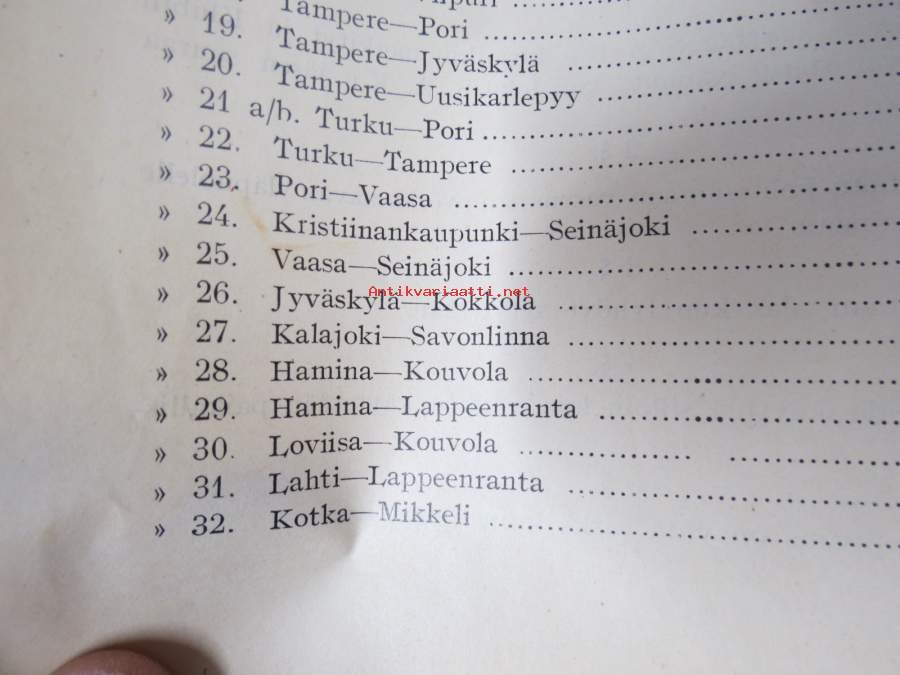 » 19. Tampere—Pori
» 20. Tampere—Jyväskylä
» 21 a/b. Tampere—Uusikarlepyy
» 22. Turku—Pori
» 23. Turku—Tampere
» 24. Pori—Vaasa
» 25. Kristiinankaupunki—Seinäjoki
» 26. Vaasa—Seinäjoki
» 27. Jyväskylä—Kokkola
Antikvariaatti.net
» 28. Kalajoki—Savonlinna
» 29. Hamina—Kouvola
» 30. Hamina—Lappeenranta
» 31. Loviisa—Kouvola
» 32. Lahti—Lappeenranta
Kotka—Mikkeli